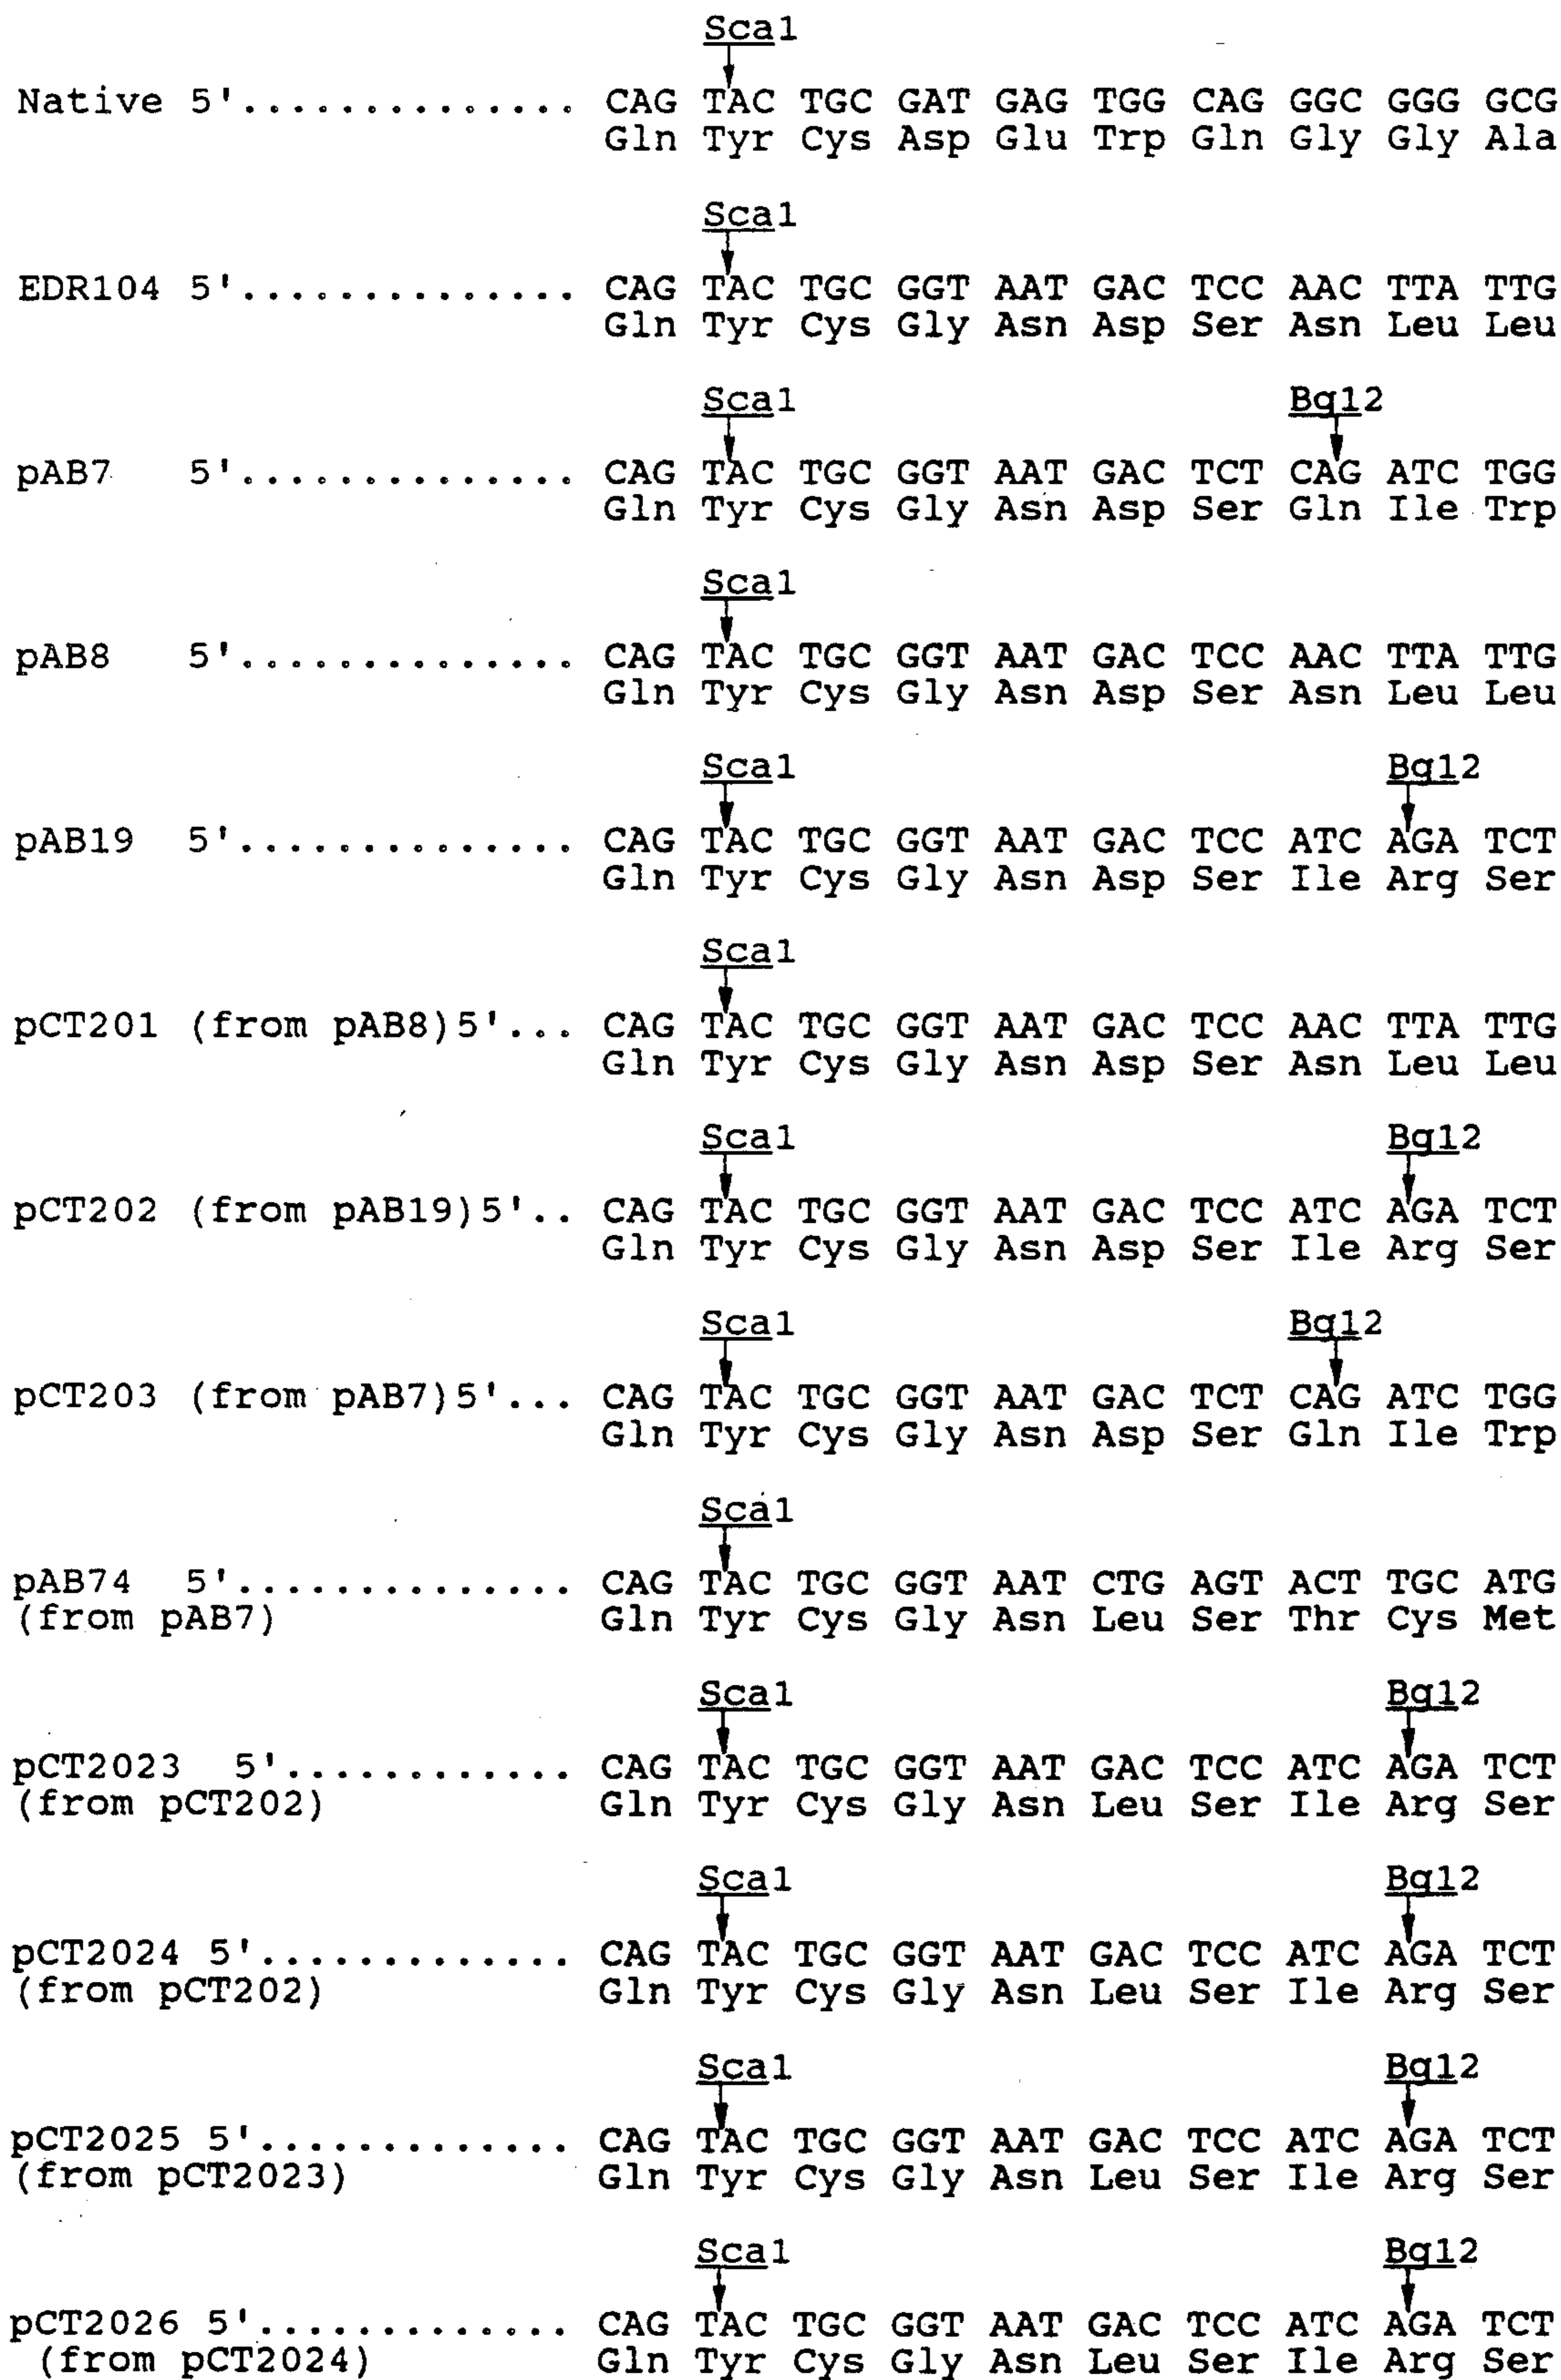 Sca1
Native 5'.............. CAG TAC TGC GAT GAG TGG CAG GGC GGG GCG
Gln Tyr Cys Asp Glu Trp Gln Gly Gly Ala
Sca1
EDR104 5'.............. CAG TAC TGC GGT AAT GAC TCC AAC TTA TTG
Gln Tyr Cys Gly Asn Asp Ser Asn Leu Leu
Sca1 Bgl2
pAB7 5'.............. CAG TAC TGC GGT AAT GAC TCT CAG ATC TGG
Gln Tyr Cys Gly Asn Asp Ser Gln Ile Trp
Sca1
pAB8 5'.............. CAG TAC TGC GGT AAT GAC TCC AAC TTA TTG
Gln Tyr Cys Gly Asn Asp Ser Asn Leu Leu
Sca1 Bgl2
pAB19 5'.............. CAG TAC TGC GGT AAT GAC TCC ATC AGA TCT
Gln Tyr Cys Gly Asn Asp Ser Ile Arg Ser
Sca1
pCT201 (from pAB8)5'... CAG TAC TGC GGT AAT GAC TCC AAC TTA TTG
Gln Tyr Cys Gly Asn Asp Ser Asn Leu Leu
Sca1 Bgl2
pCT202 (from pAB19)5'.. CAG TAC TGC GGT AAT GAC TCC ATC AGA TCT
Gln Tyr Cys Gly Asn Asp Ser Ile Arg Ser
Sca1 Bgl2
pCT203 (from pAB7)5'... CAG TAC TGC GGT AAT GAC TCT CAG ATC TGG
Gln Tyr Cys Gly Asn Asp Ser Gln Ile Trp
Sca1
pAB74 5'.............. CAG TAC TGC GGT AAT CTG AGT ACT TGC ATG
(from pAB7) Gln Tyr Cys Gly Asn Leu Ser Thr Cys Met
Sca1 Bgl2
pCT2023 5'............ CAG TAC TGC GGT AAT GAC TCC ATC AGA TCT
(from pCT202) Gln Tyr Cys Gly Asn Leu Ser Ile Arg Ser
Sca1 Bgl2
pCT2024 5'............. CAG TAC TGC GGT AAT GAC TCC ATC AGA TCT
(from pCT202) Gln Tyr Cys Gly Asn Leu Ser Ile Arg Ser
Sca1 Bgl2
pCT2025 5'............. CAG TAC TGC GGT AAT GAC TCC ATC AGA TCT
(from pCT2023) Gln Tyr Cys Gly Asn Leu Ser Ile Arg Ser
Sca1 Bgl2
pCT2026 5'............. CAG TAC TGC GGT AAT GAC TCC ATC AGA TCT
(from pCT2024) Gln Tyr Cys Gly Asn Leu Ser Ile Arg Ser